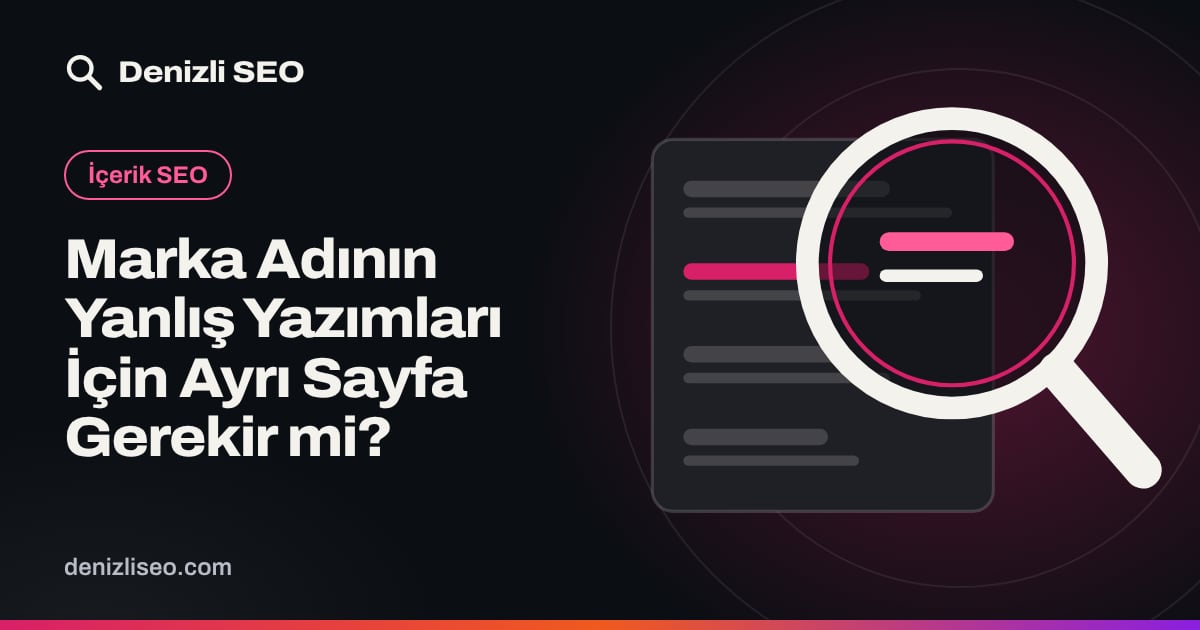 Denizli SEO
İçerik SEO
Marka Adının
Yanlış Yazımları
İçin Ayrı Sayfa
Gerekir mi?
denizliseo.com